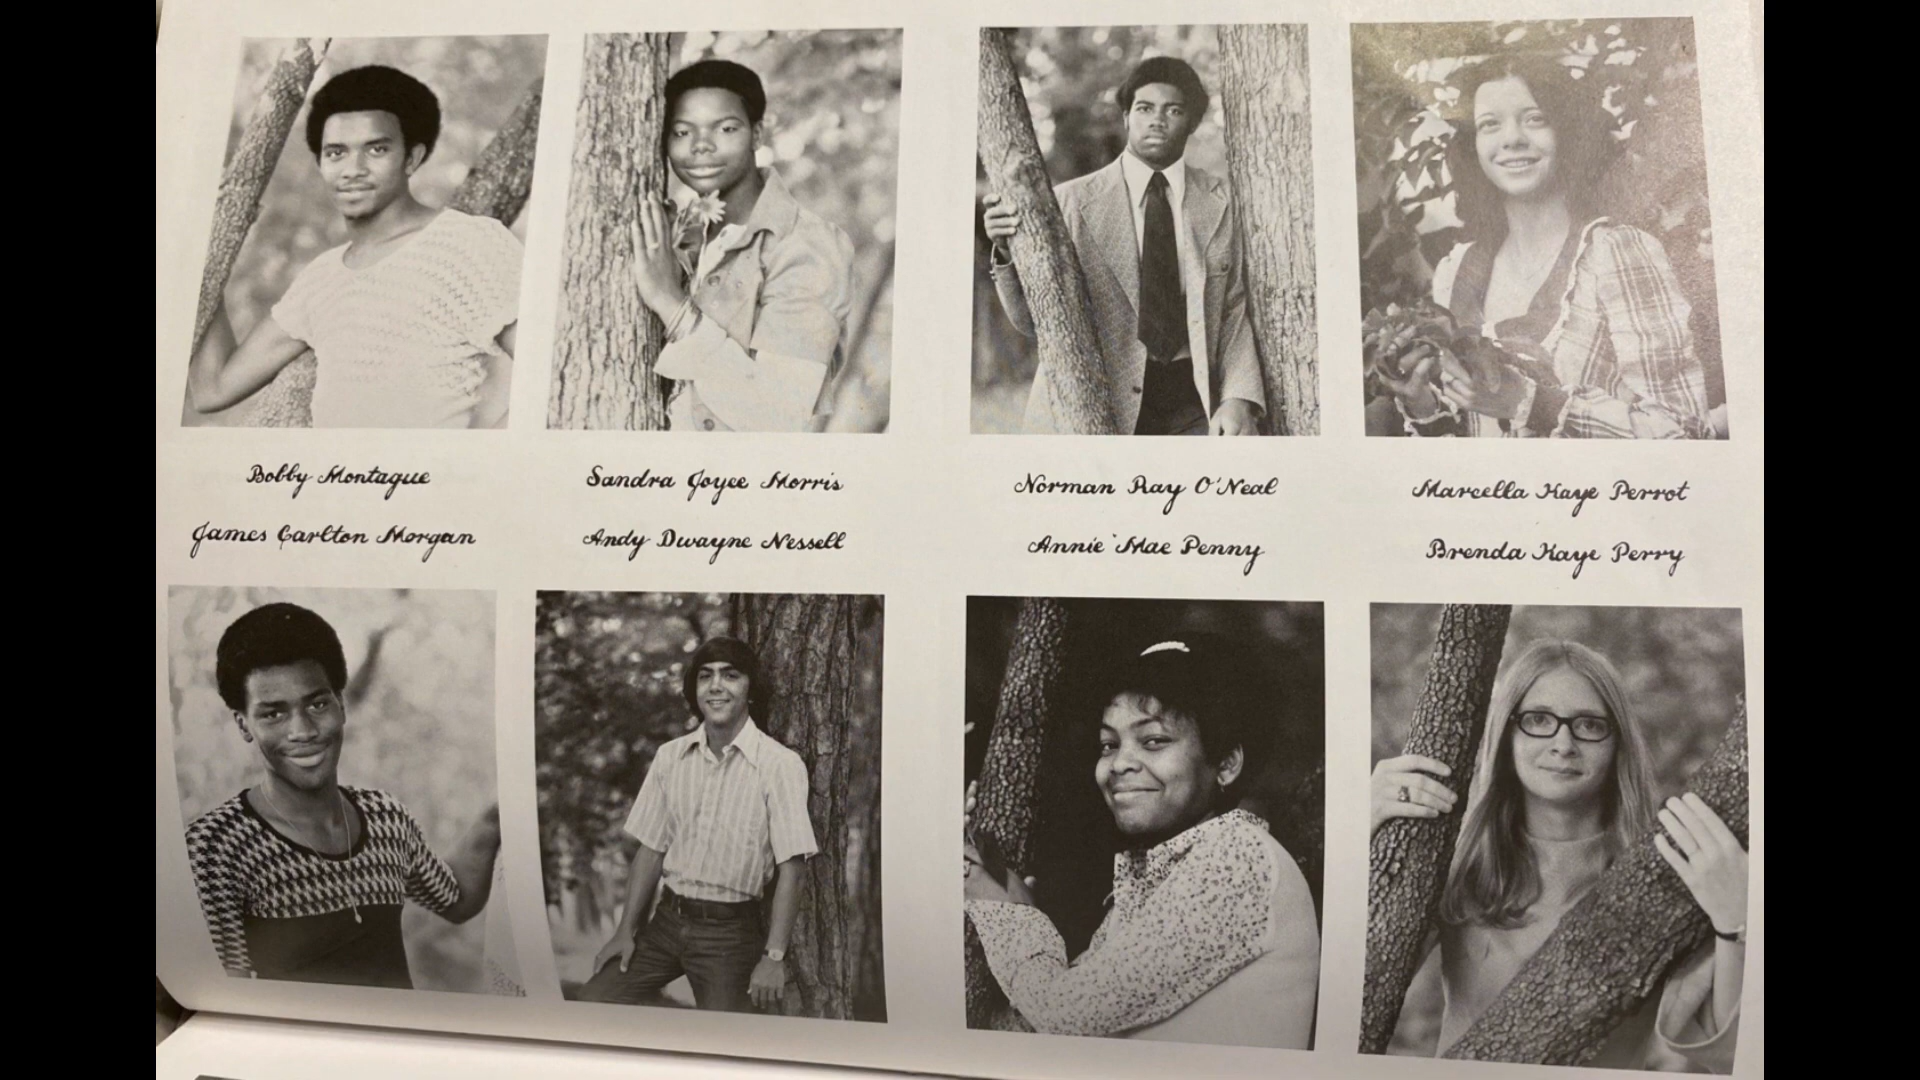 Bobby Montague
Sandra Joyce Morris
Norman Ray O'Neal
Marcella Kaye Perrot
James Carlton Morgan
Andy Dwayne Nessell
Annie Mae Penny
Brenda Kaye Perry